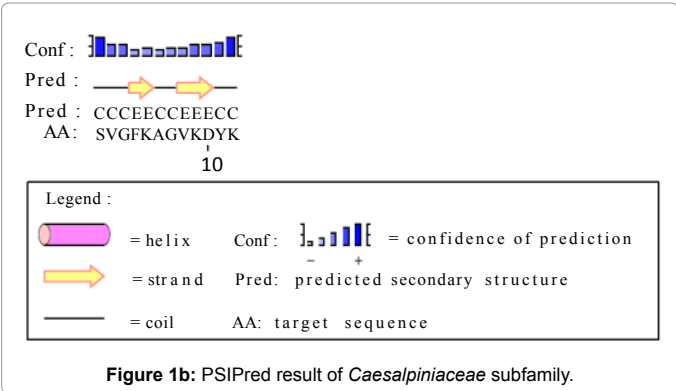 Conf :
Pred :
Pred : CCCEECCEEECC
AA: SVGFKAGVKDYK
10
Legend :
= helix Conf : = confidence of prediction
– +
= strand Pred: predicted secondary structure
= coil AA: target sequence
Figure 1b: PSIPred result of Caesalpiniaceae subfamily.